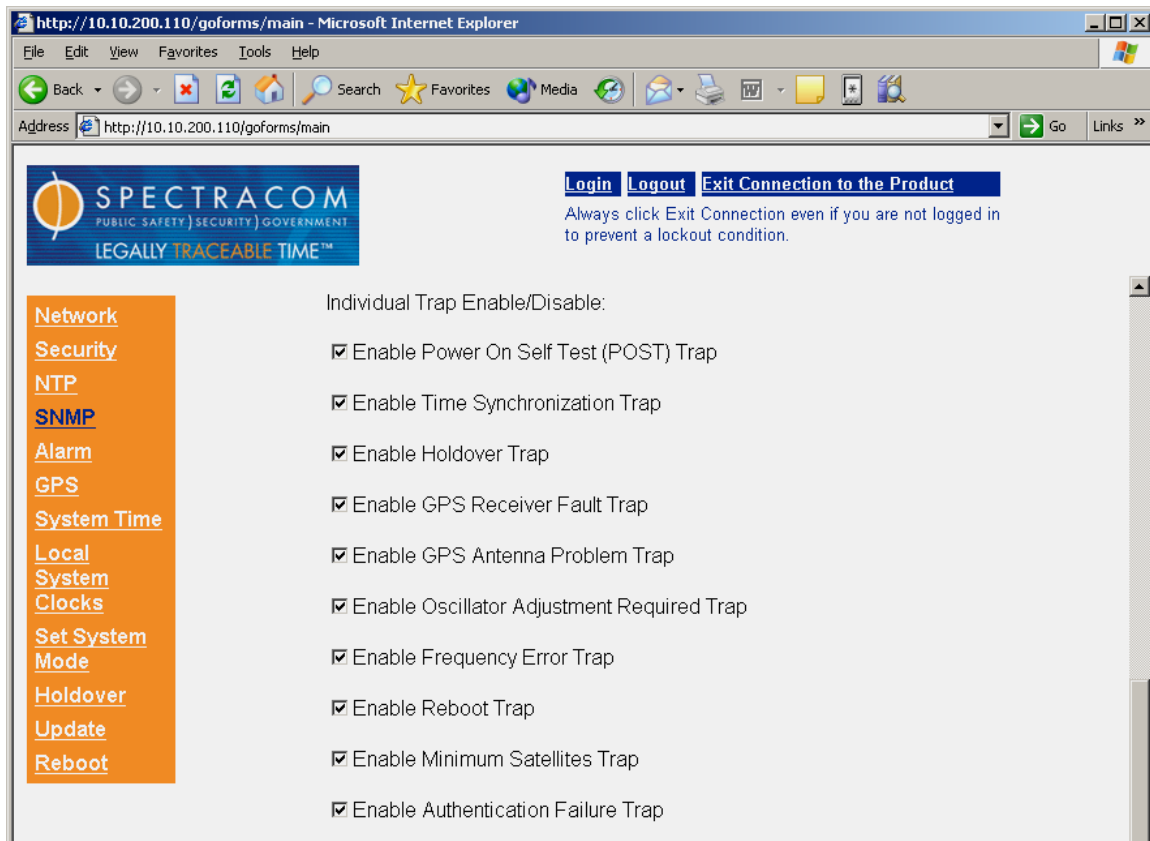 http://10.10.200.110/goforms/main - Microsoft Internet Explorer
File Edit View Favorites Tools Help
Back Search Favorites Media
Address http://10.10.200.110/goforms/main Go Links »
SPECTRACOM
PUBLIC SAFETY ) SECURITY ) GOVERNMENT
LEGALLY TRACEABLE TIME™
Login Logout Exit Connection to the Product
Always click Exit Connection even if you are not logged in
to prevent a lockout condition.
Network
Security
NTP
SNMP
Alarm
GPS
System Time
Local
System
Clocks
Set System
Mode
Holdover
Update
Reboot
Individual Trap Enable/Disable:
Enable Power On Self Test (POST) Trap
Enable Time Synchronization Trap
Enable Holdover Trap
Enable GPS Receiver Fault Trap
Enable GPS Antenna Problem Trap
Enable Oscillator Adjustment Required Trap
Enable Frequency Error Trap
Enable Reboot Trap
Enable Minimum Satellites Trap
Enable Authentication Failure Trap